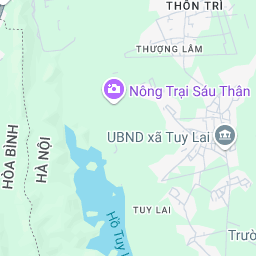 THÔN TRÌ
THƯỢNG LÂM
Nông Trại Sáu Thân
UBND xã Tuy Lai
HÒA BÌNH
HÀ NỘI
TUY LAI
Hồ Tuy
Trườ